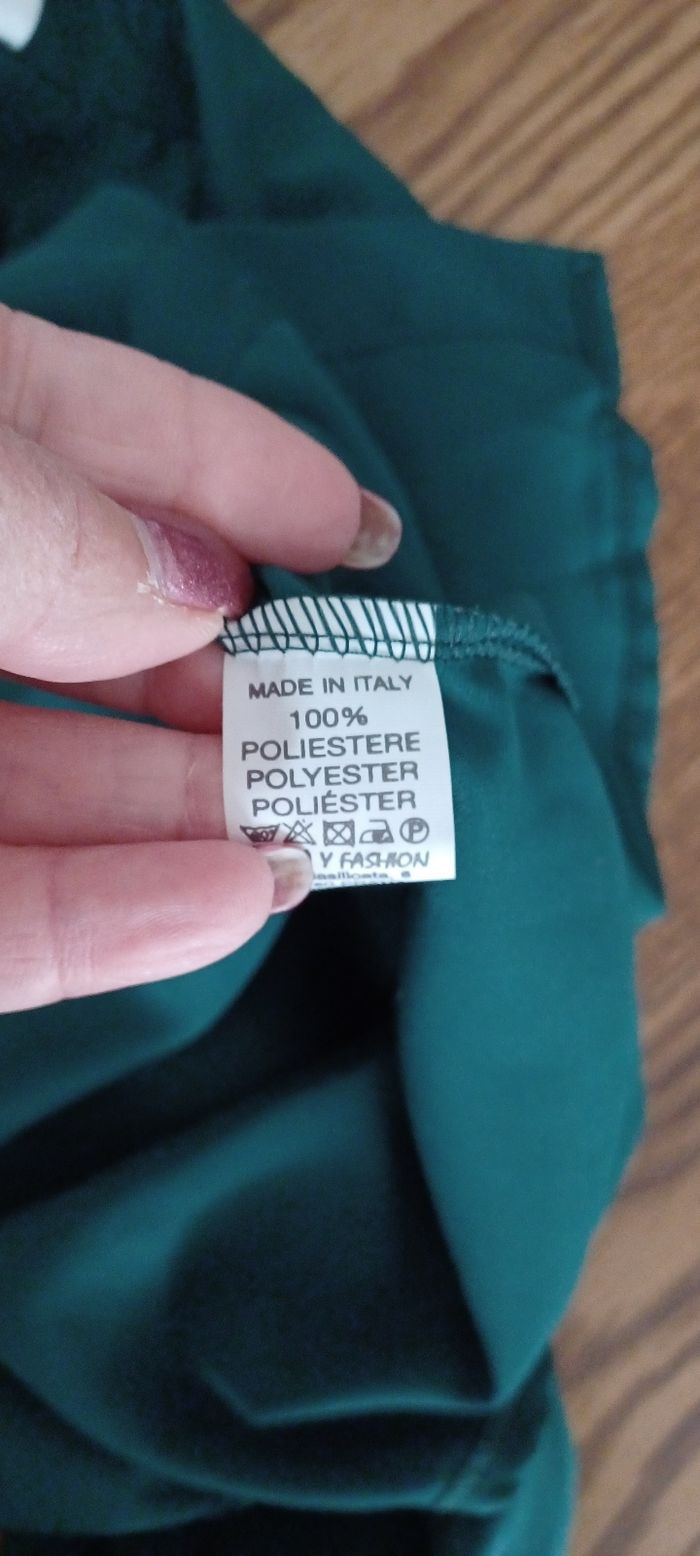 MADE IN ITALY
100%
POLIESTERE
POLYESTER
POLIÉSTER
P
Y FASHION